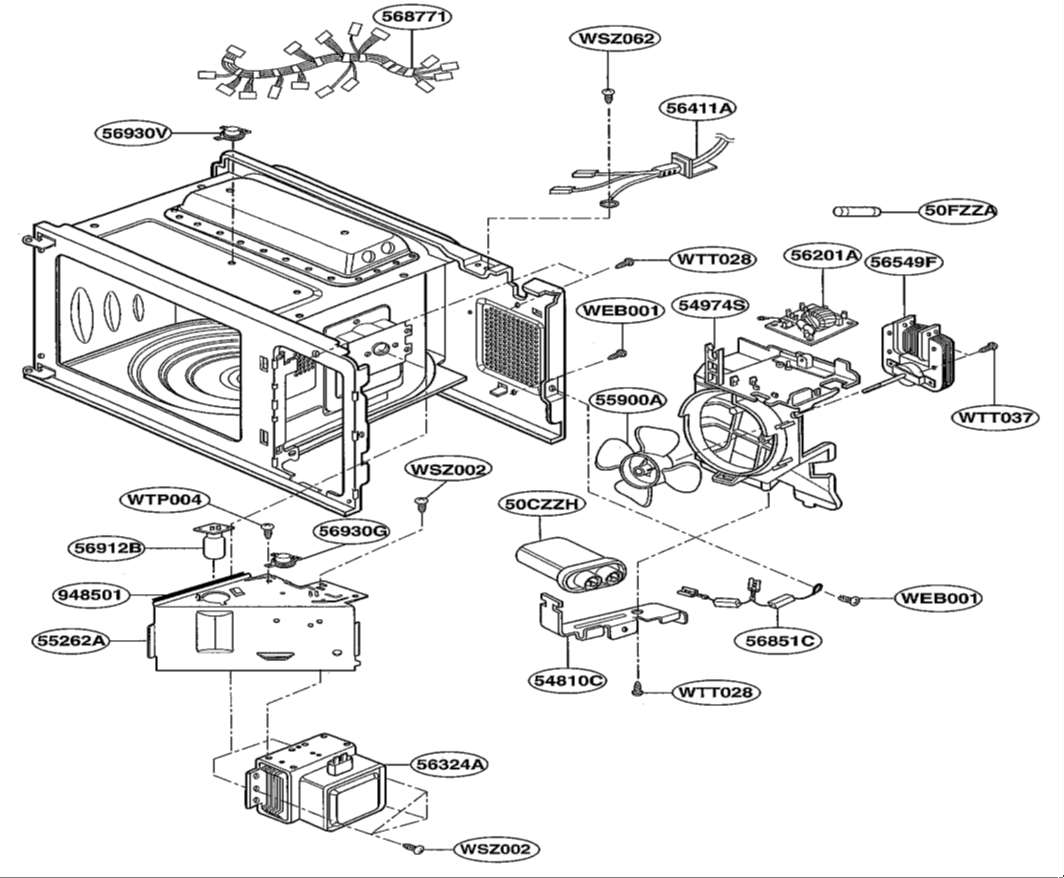 568771
WSZ062
56930V
56411A
50FZZA
WTT028
56201A
56549F
WEB001
54974S
55900A
WTT037
WSZ002
WTP004
50CZZH
56930G
56912B
948501
WEB001
55262A
56851C
54810C
WTT028
56324A
WSZ002